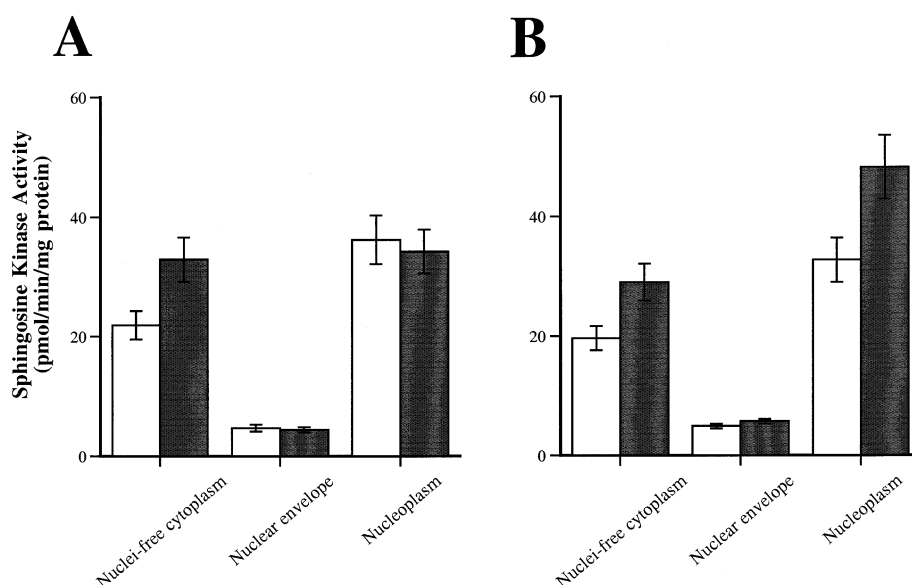 A
B
Sphingosine Kinase Activity
(pmol/min/mg protein)
60
40
20
0
Nuclei-free cytoplasm
Nuclear envelope
Nucleoplasm
60
40
20
0
Nuclei-free cytoplasm
Nuclear envelope
Nucleoplasm